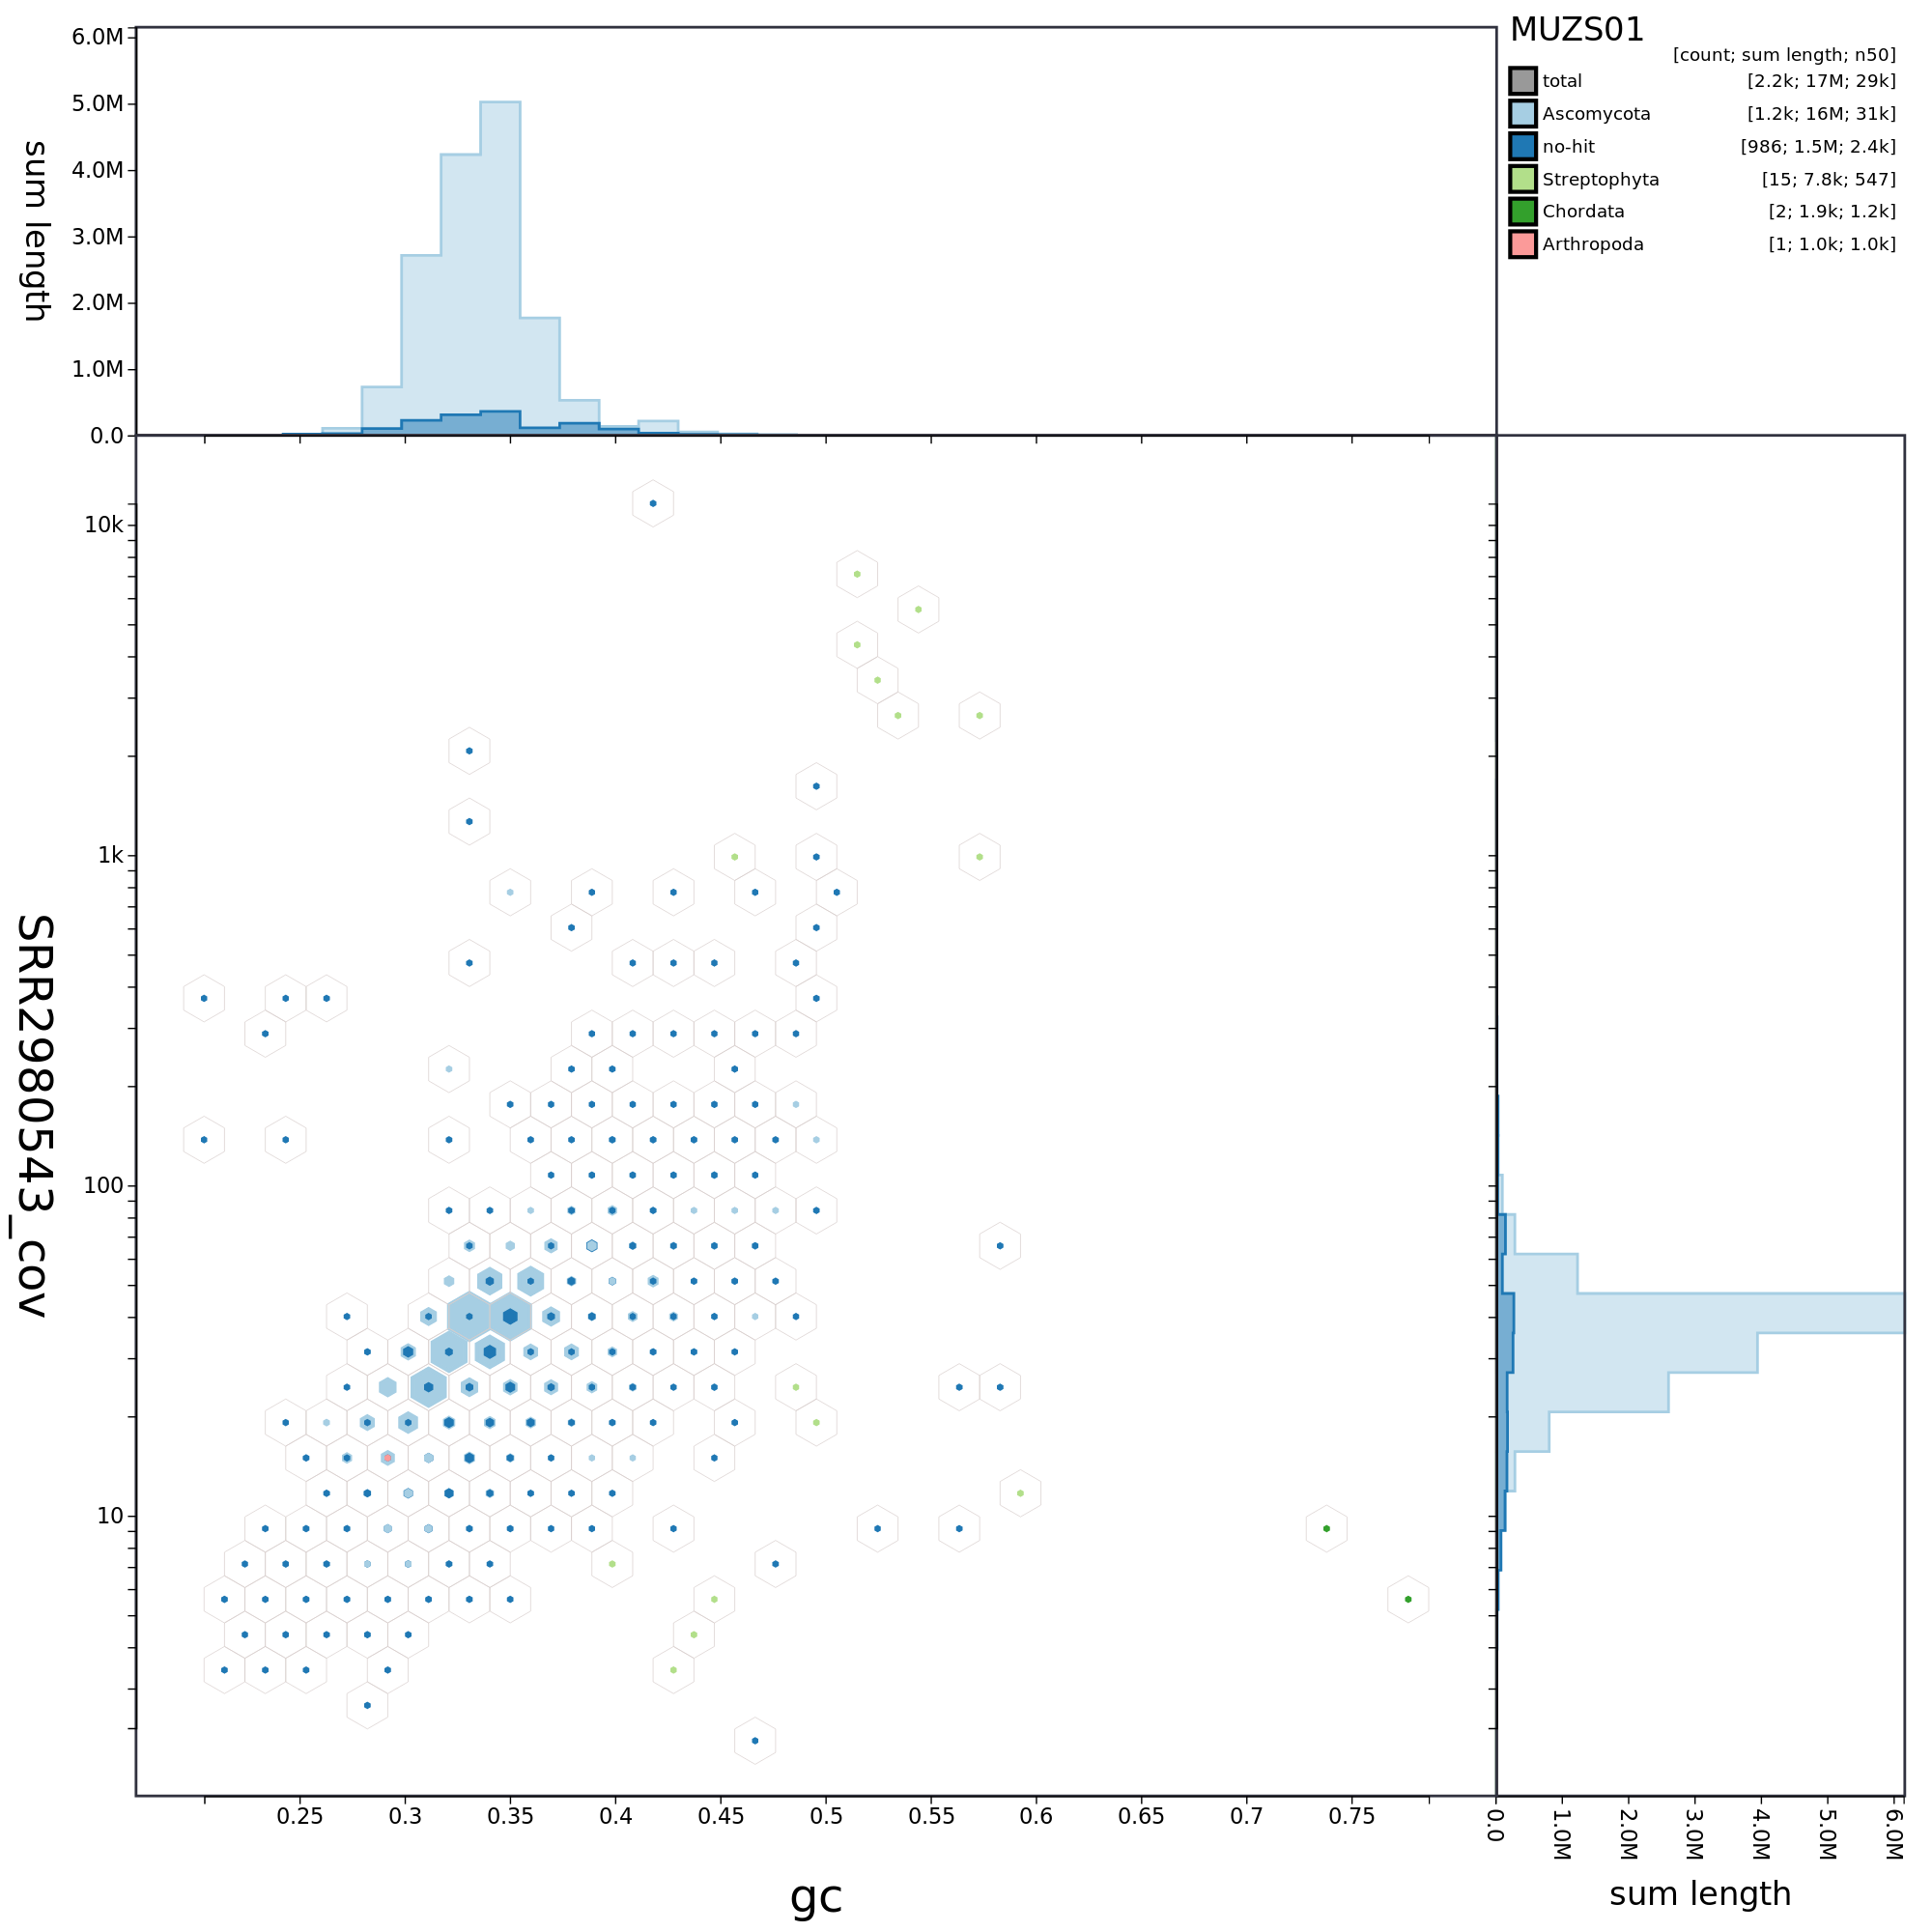 MUZS01
[count; sum length; n50]
total [2.2k; 17M; 29k]
Ascomycota [1.2k; 16M; 31k]
no-hit [986; 1.5M; 2.4k]
Streptophyta [15; 7.8k; 547]
Chordata [2; 1.9k; 1.2k]
Arthropoda [1; 1.0k; 1.0k]
sum length
6.0M
5.0M
4.0M
3.0M
2.0M
1.0M
0.0
SRR2980543_cov
10k
1k
100
10
0.25 0.3 0.35 0.4 0.45 0.5 0.55 0.6 0.65 0.7 0.75
gc
0.0 1.0M 2.0M 3.0M 4.0M 5.0M 6.0M
sum length